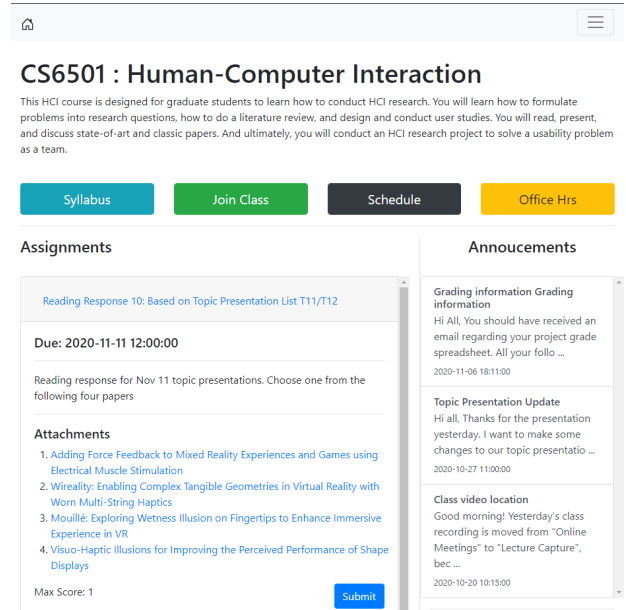 CS6501 : Human-Computer Interaction
This HCI course is designed for graduate students to learn how to conduct HCI research. You will learn how to formulate
problems into research questions, how to do a literature review, and design and conduct user studies. You will read, present,
and discuss state-of-art and classic papers. And ultimately, you will conduct an HCI research project to solve a usability problem
as a team.
Syllabus
Join Class
Schedule
Office Hrs
Assignments
Reading Response 10: Based on Topic Presentation List T11/T12
Due: 2020-11-11 12:00:00
Reading response for Nov 11 topic presentations. Choose one from the
following four papers
Attachments
1. Adding Force Feedback to Mixed Reality Experiences and Games using
Electrical Muscle Stimulation
2. Wireality: Enabling Complex Tangible Geometries in Virtual Reality with
Worn Multi-String Haptics
3. Mouillé: Exploring Wetness Illusion on Fingertips to Enhance Immersive
Experience in VR
4. Visuo-Haptic Illusions for Improving the Perceived Performance of Shape
Displays
Max Score: 1
Submit
Annoucements
Grading information Grading
information
Hi All, You should have received an
email regarding your project grade
spreadsheet. All your follo ...
2020-11-06 18:11:00
Topic Presentation Update
Hi all, Thanks for the presentation
yesterday. I want to make some
changes to our topic presentatio ...
2020-10-27 11:00:00
Class video location
Good morning! Yesterday's class
recording is moved from "Online
Meetings" to "Lecture Capture",
bec ...
2020-10-20 10:15:00